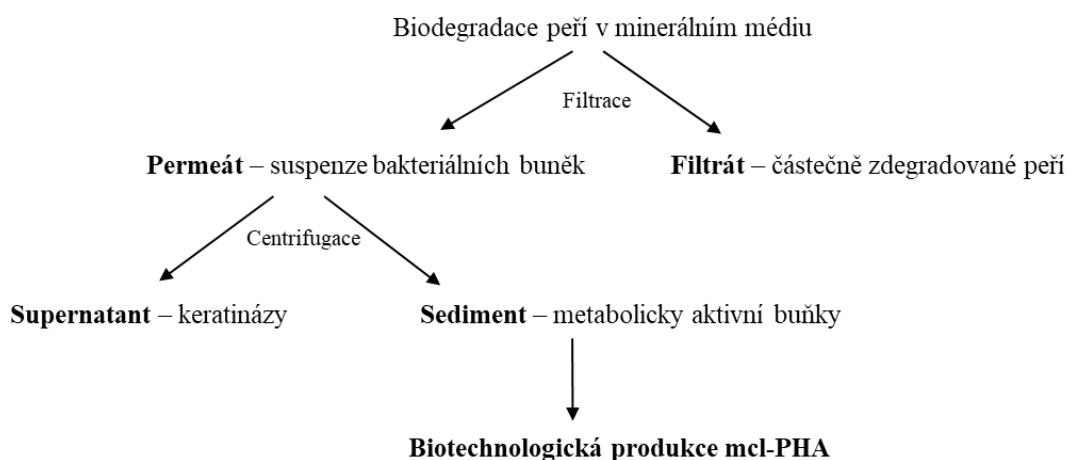 Biodegradace peří v minerálním médiu
Filtrace
Permeát – suspenze bakteriálních buněk
Filtrát – částečně zdegradované peří
Centrifugace
Supernatant – keratinázy
Sediment – metabolicky aktivní buňky
Biotechnologická produkce mcl-PHA